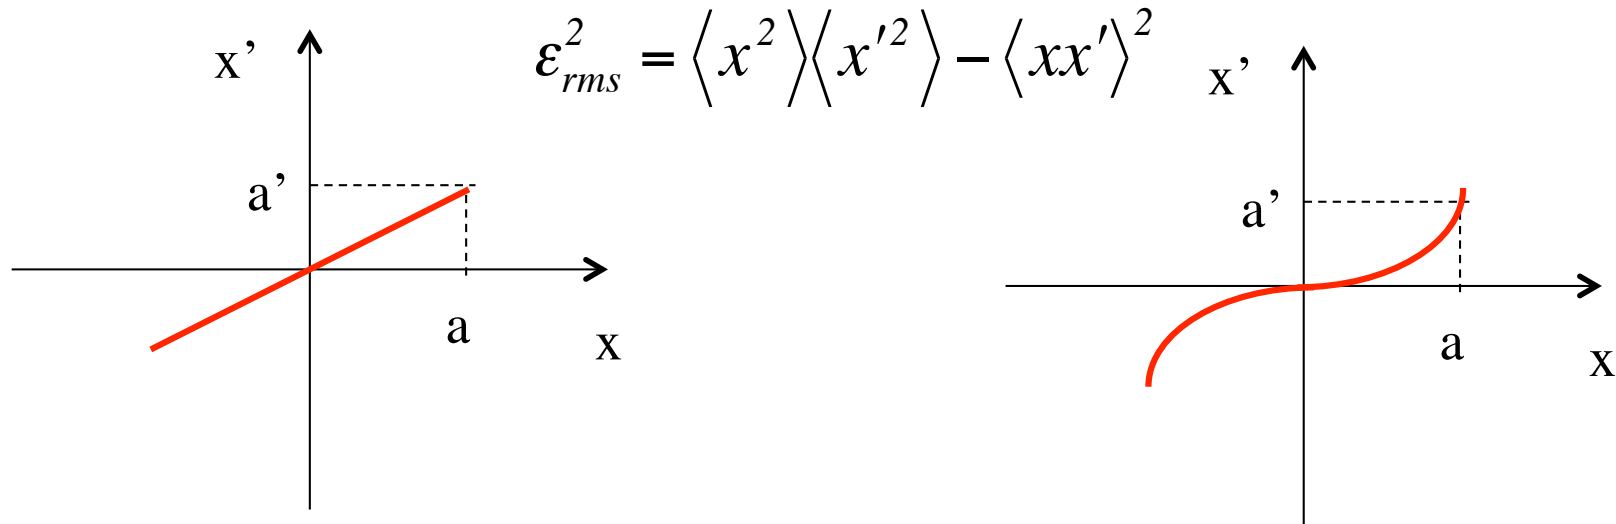 x’
ε²rms = ⟨x²⟩⟨x′²⟩ − ⟨xx′⟩²
x’
a’
a’
a
a
x
x